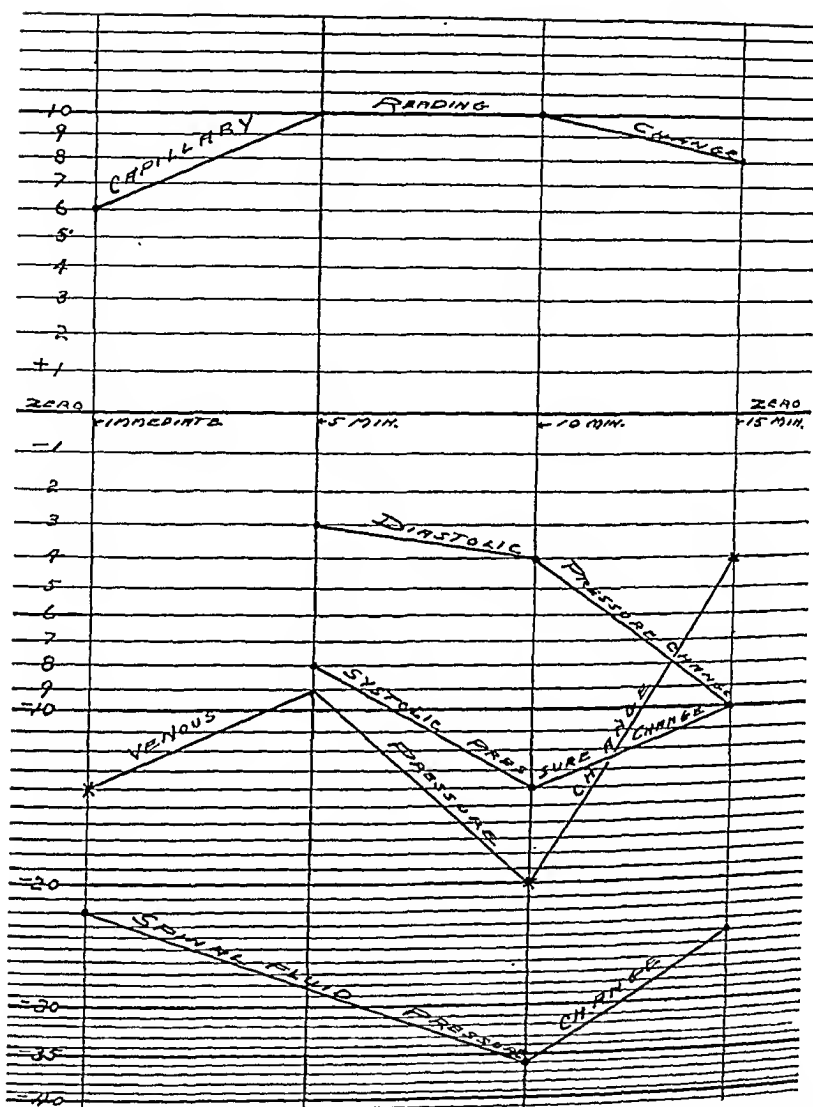 10
READING
9
CAPILLARY
CHANGE
8
7
6
5
4
3
2
+1
ZERO
ZERO
IMMEDIATE
5 MIN.
10 MIN.
15 MIN.
-1
2
3
DIASTOLIC
4
PRESSURE CHANGE
5
6
7
8
SYSTOLIC PRESSURE
CHANGE
9
-10
VENOUS
PRESSURE
-20
SPINAL FLUID
PRESSURE
CHANGE
-30
-35
-40